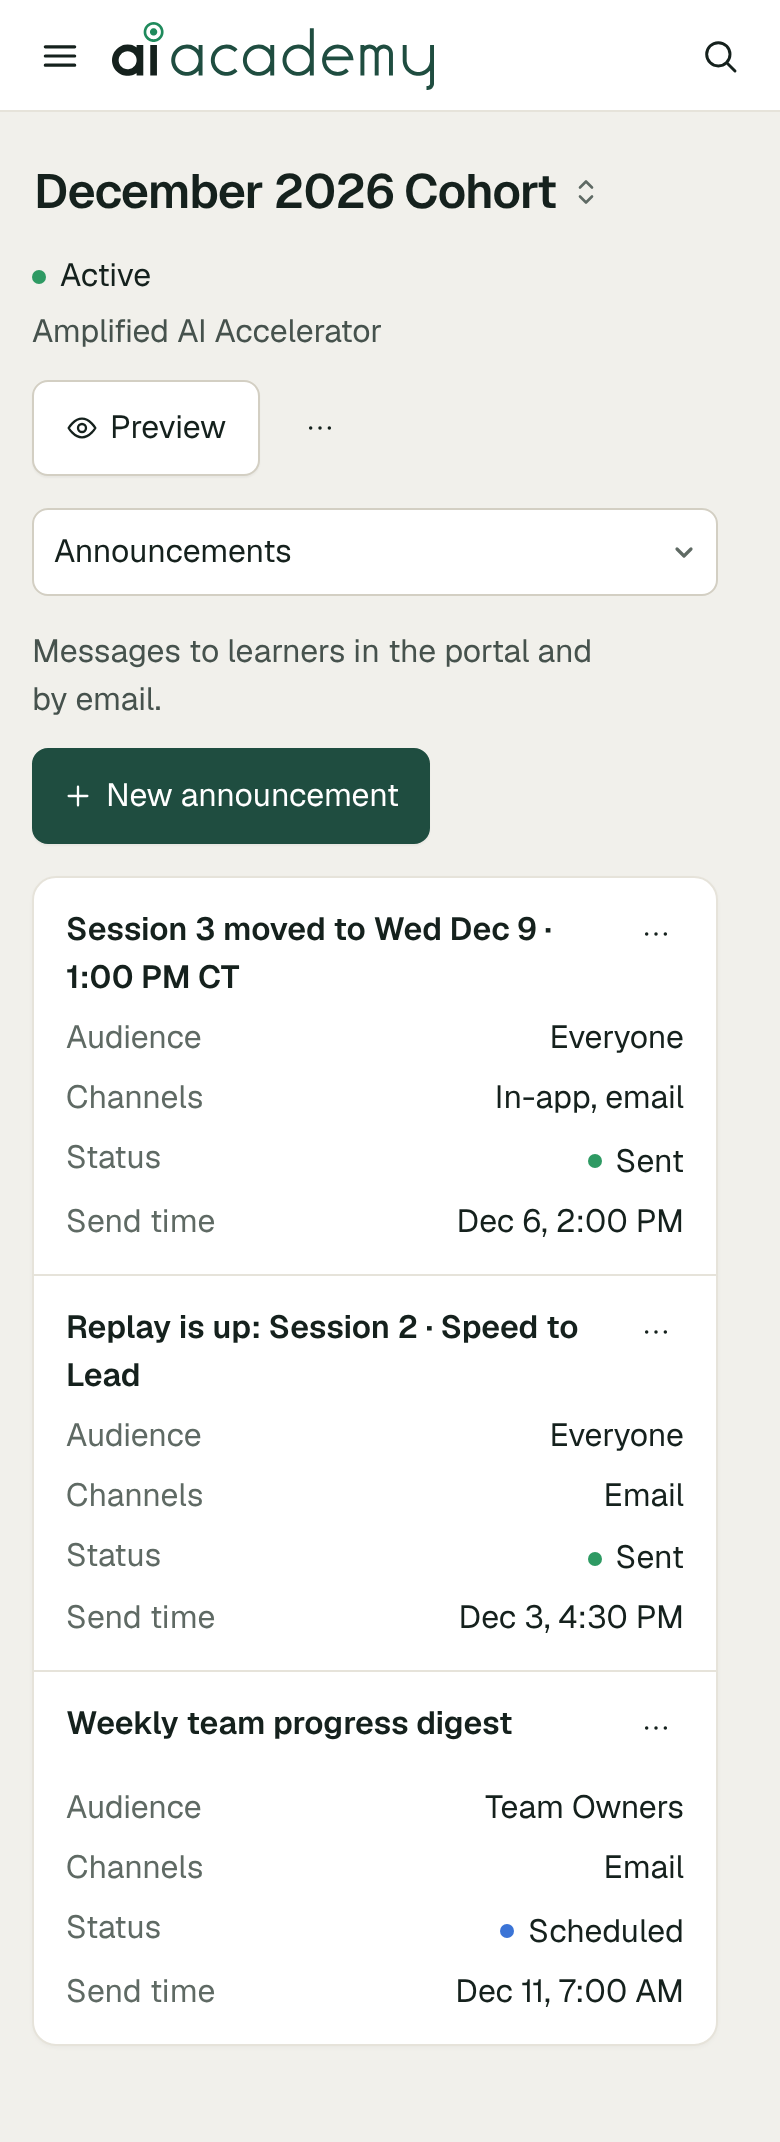 ai academy
December 2026 Cohort
Active
Amplified AI Accelerator
Preview
...
Announcements
Messages to learners in the portal and
by email.
+ New announcement
Session 3 moved to Wed Dec 9 ·
...
1:00 PM CT
Audience Everyone
Channels In-app, email
Status Sent
Send time Dec 6, 2:00 PM
Replay is up: Session 2 · Speed to
...
Lead
Audience Everyone
Channels Email
Status Sent
Send time Dec 3, 4:30 PM
Weekly team progress digest
...
Audience Team Owners
Channels Email
Status Scheduled
Send time Dec 11, 7:00 AM